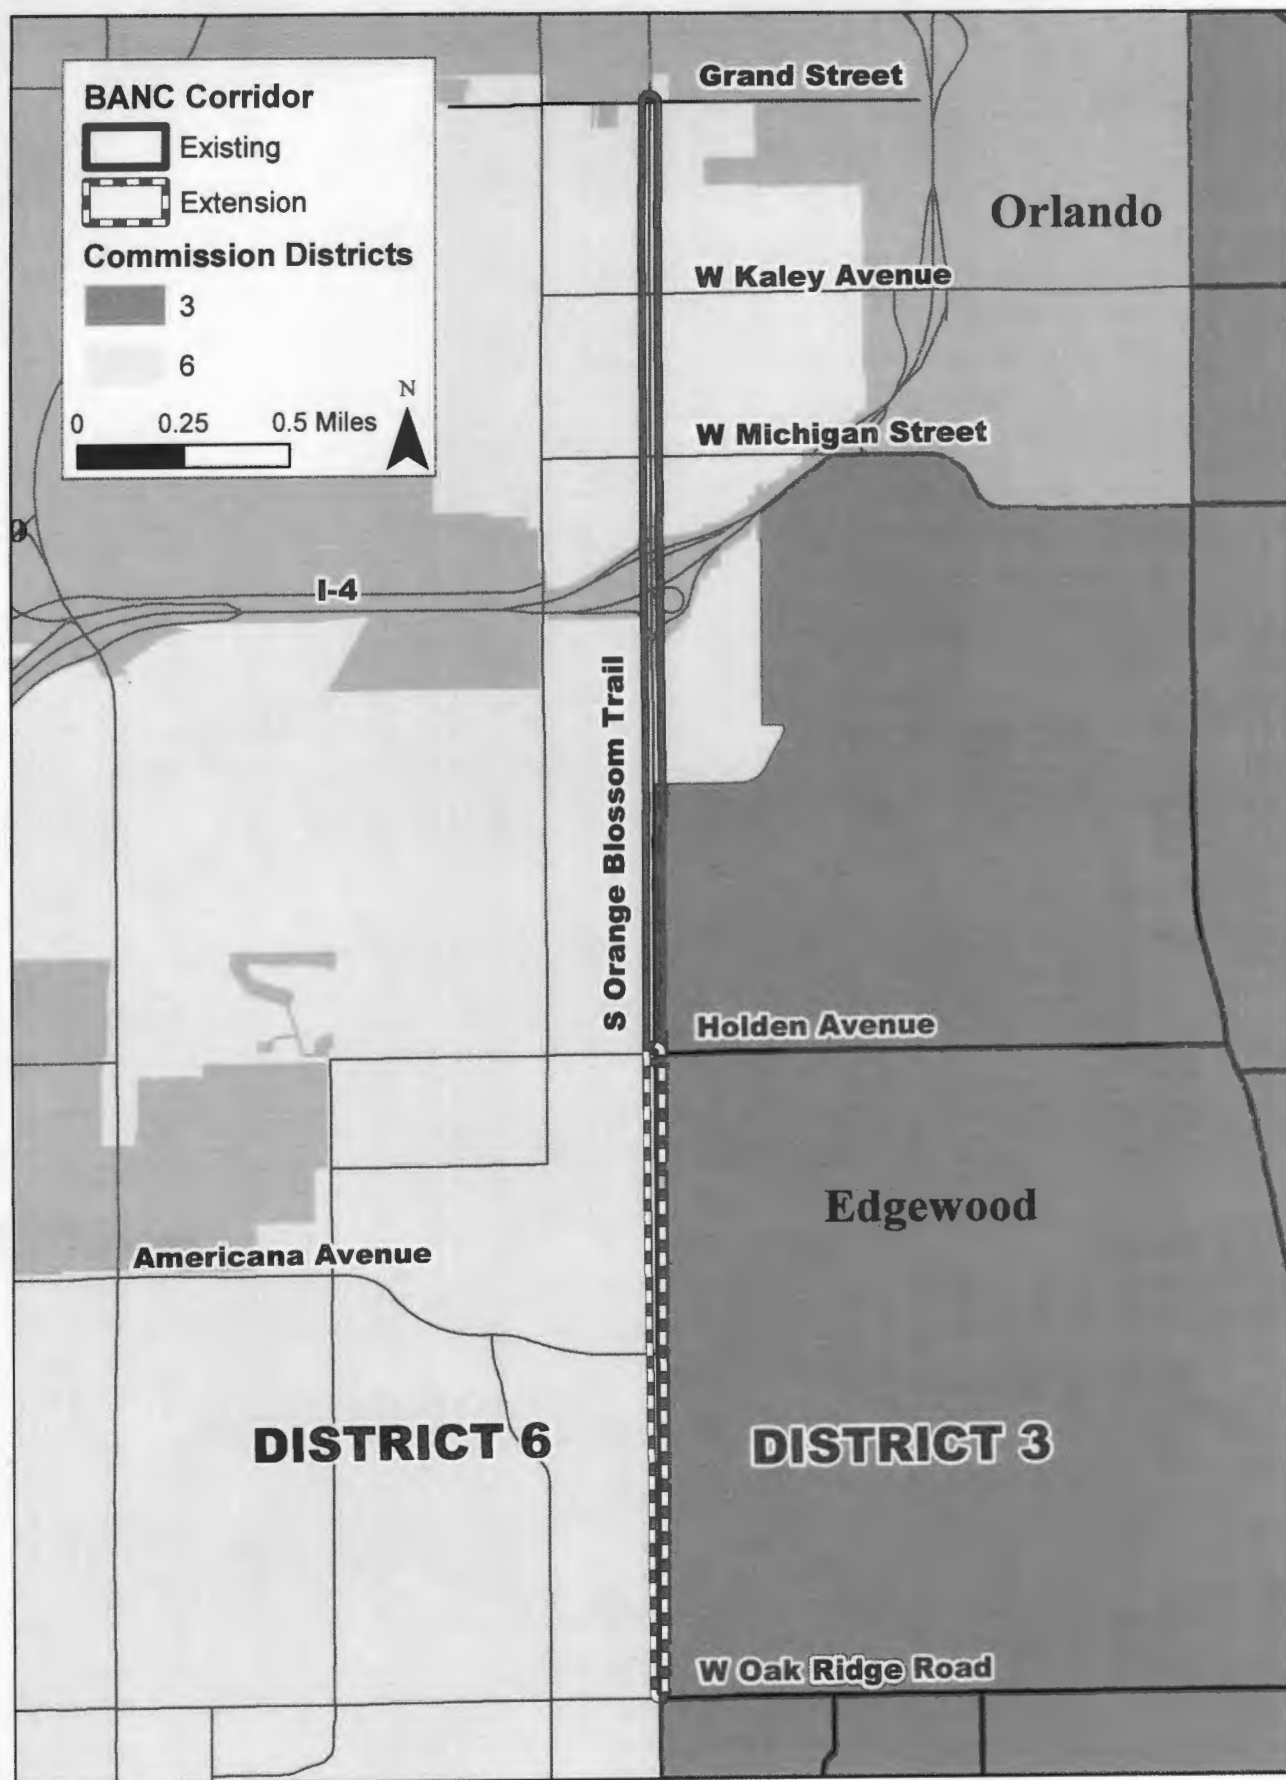 BANC Corridor
Existing
Extension
Commission Districts
3
6
N
0 0.25 0.5 Miles
Grand Street
Orlando
W Kaley Avenue
W Michigan Street
9
I-4
S Orange Blossom Trail
Holden Avenue
Edgewood
Americana Avenue
DISTRICT 6
DISTRICT 3
W Oak Ridge Road